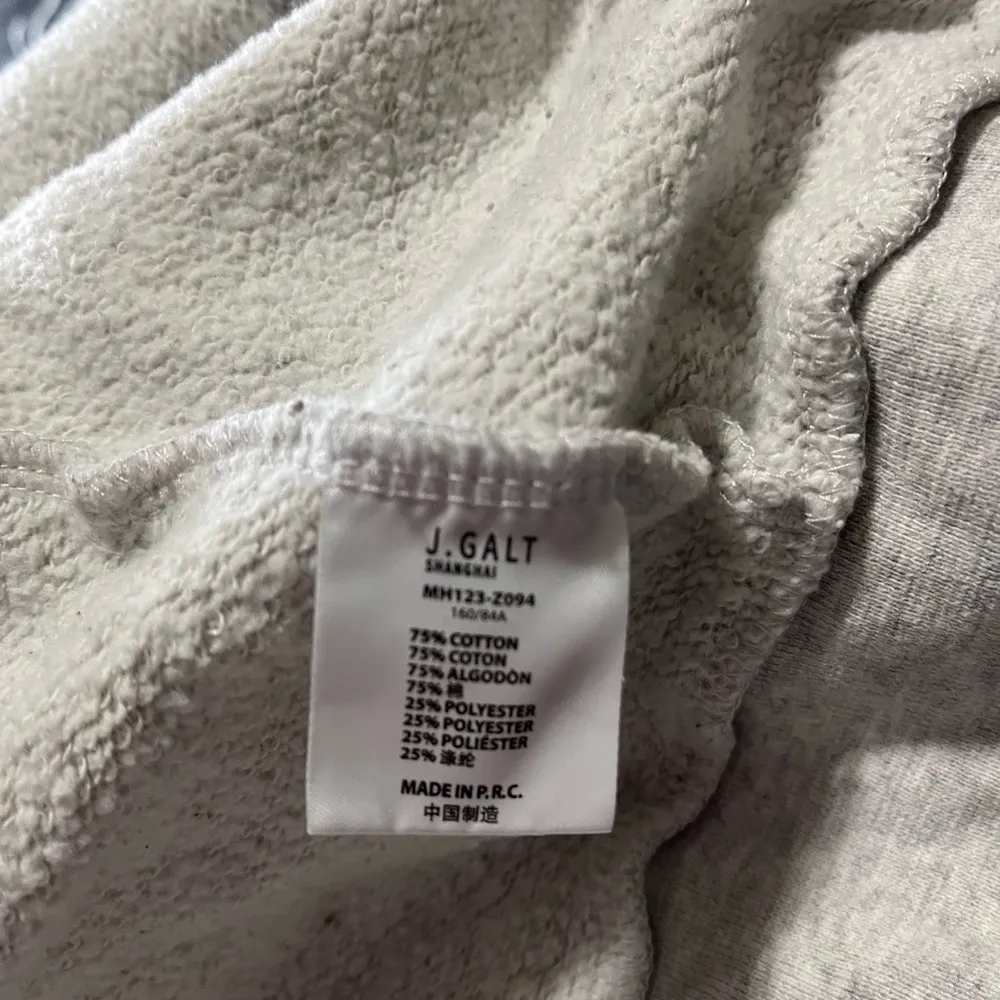 J.GALT
SHANGHAI
MH123-Z094
160/84A
75% COTTON
75% COTON
75% ALGODÒN
75% 棉
25% POLYESTER
25% POLYESTER
25% POLIÉSTER
25% 涤纶
MADE IN P.R.C.
中国制造